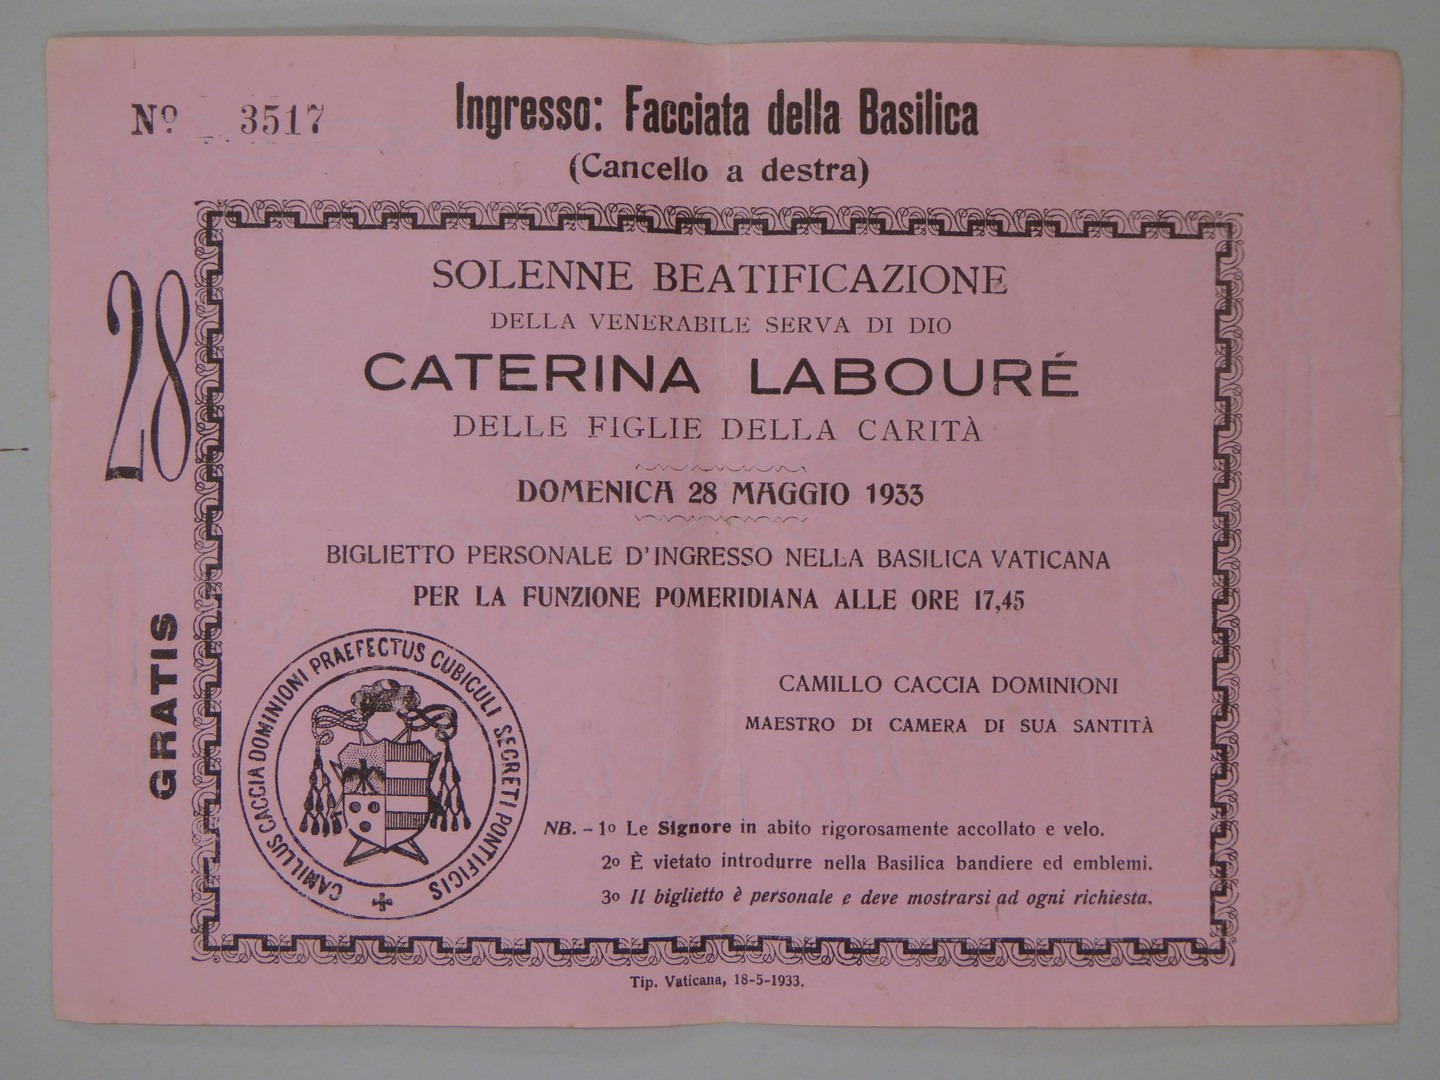 Nº 3517
Ingresso: Facciata della Basilica
(Cancello a destra)
28
GRATIS
SOLENNE BEATIFICAZIONE
DELLA VENERABILE SERVA DI DIO
CATERINA LABOURÉ
DELLE FIGLIE DELLA CARITÀ
DOMENICA 28 MAGGIO 1933
BIGLIETTO PERSONALE D'INGRESSO NELLA BASILICA VATICANA
PER LA FUNZIONE POMERIDIANA ALLE ORE 17,45
CAMILLUS CACCIA DOMINIONI PRAEFECTUS CUBICULI SECRETI PONTIFICIS
CAMILLO CACCIA DOMINIONI
MAESTRO DI CAMERA DI SUA SANTITÀ
NB. - 1º Le Signore in abito rigorosamente accollato e velo.
2º È vietato introdurre nella Basilica bandiere ed emblemi.
3º Il biglietto è personale e deve mostrarsi ad ogni richiesta.
Tip. Vaticana, 18-5-1933.